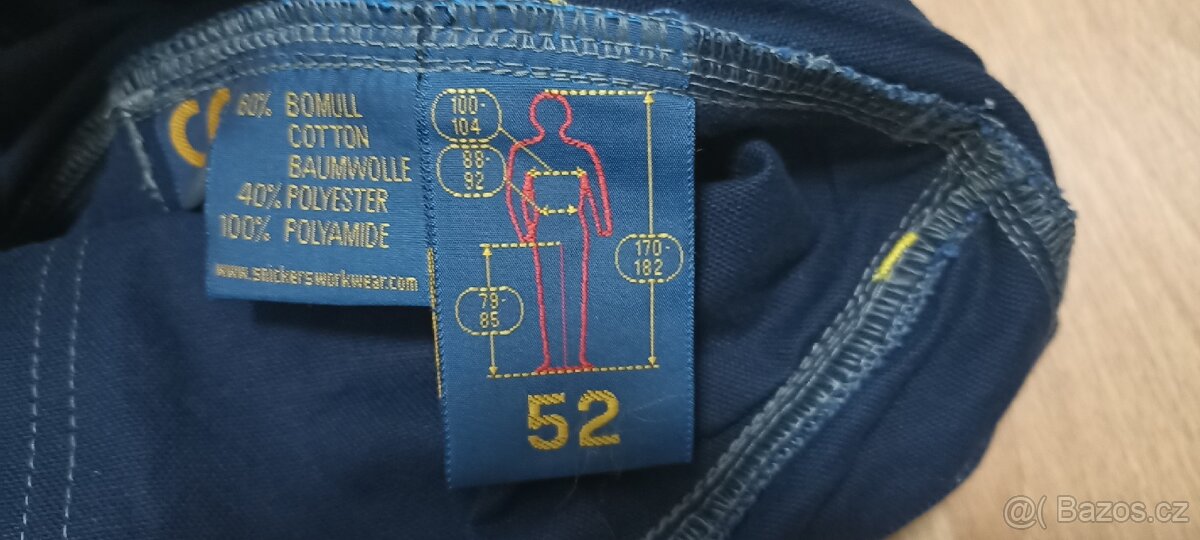 60% BOMULL
COTTON
BAUMWOLLE
40% POLYESTER
100% POLYAMIDE
www.snickersworkwear.com
100-
104
88-
92
170-
182
79-
85
52
@( Bazos.cz